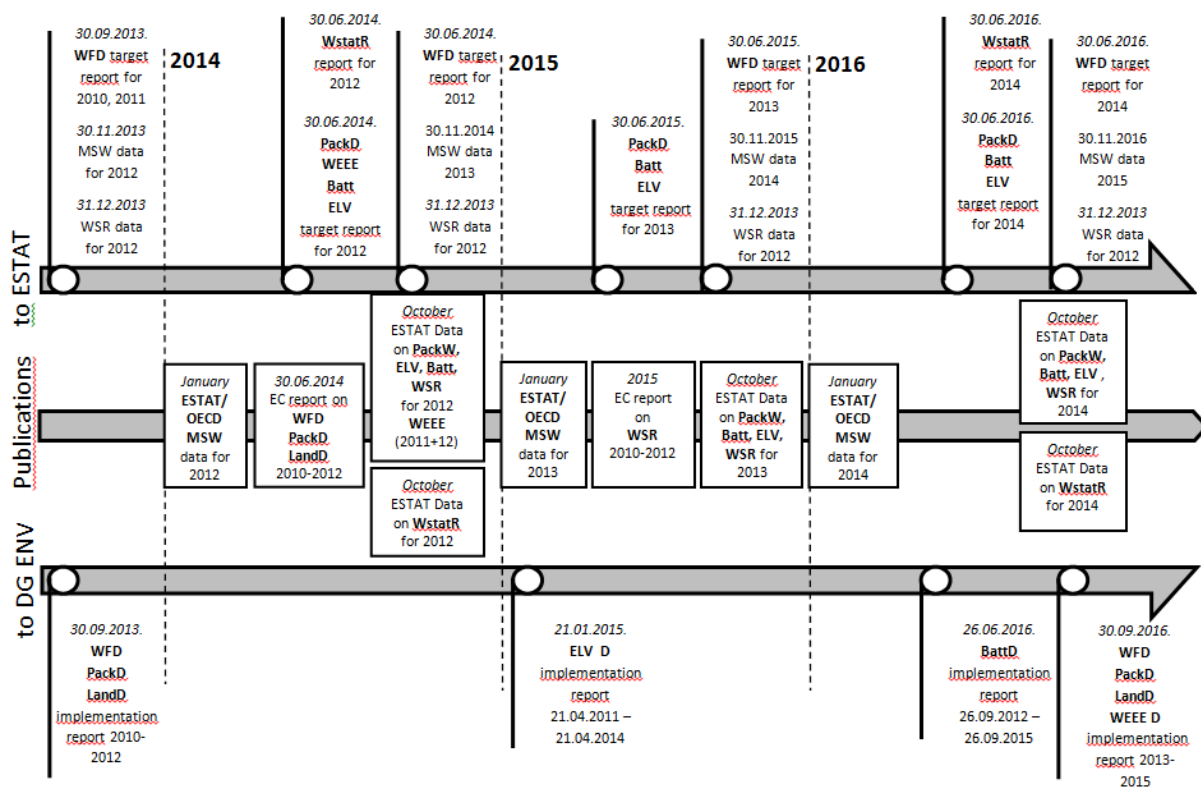 30.09.2013.
WFD target
report for
2010, 2011
30.11.2013
MSW data
for 2012
31.12.2013
WSR data
for 2012
2014
30.06.2014.
WstatR
report for
2012
30.06.2014.
PackD
WEEE
Batt
ELV
target report
for 2012
30.06.2014.
WFD target
report for
2012
30.11.2014
MSW data
2013
31.12.2013
WSR data
for 2012
2015
30.06.2015.
PackD
Batt
ELV
target report
for 2013
30.06.2015.
WFD target
report for
2013
30.11.2015
MSW data
2014
31.12.2013
WSR data
for 2012
2016
30.06.2016.
WstatR
report for
2014
30.06.2016.
PackD
Batt
ELV
target report
for 2014
30.06.2016.
WFD target
report for
2014
30.11.2016
MSW data
2015
31.12.2013
WSR data
for 2012
to ESTAT
Publications
January
ESTAT/
OECD
MSW
data for
2012
30.06.2014
EC report on
WFD
PackD
LandD
2010-2012
October
ESTAT Data
on PackW,
ELV, Batt,
WSR
for 2012
WEEE
(2011+12)
October
ESTAT Data
on WstatR
for 2012
January
ESTAT/
OECD
MSW
data for
2013
2015
EC report
on
WSR
2010-2012
October
ESTAT Data
on PackW,
Batt, ELV,
WSR for
2013
January
ESTAT/
OECD
MSW
data for
2014
October
ESTAT Data
on PackW,
Batt, ELV ,
WSR for
2014
October
ESTAT Data
on WstatR
for 2014
to DG ENV
30.09.2013.
WFD
PackD
LandD
implementation
report 2010-
2012
21.01.2015.
ELV D
implementation
report
21.04.2011 –
21.04.2014
26.06.2016.
BattD
implementation
report
26.09.2012 –
26.09.2015
30.09.2016.
WFD
PackD
LandD
WEEE D
implementation
report 2013-
2015